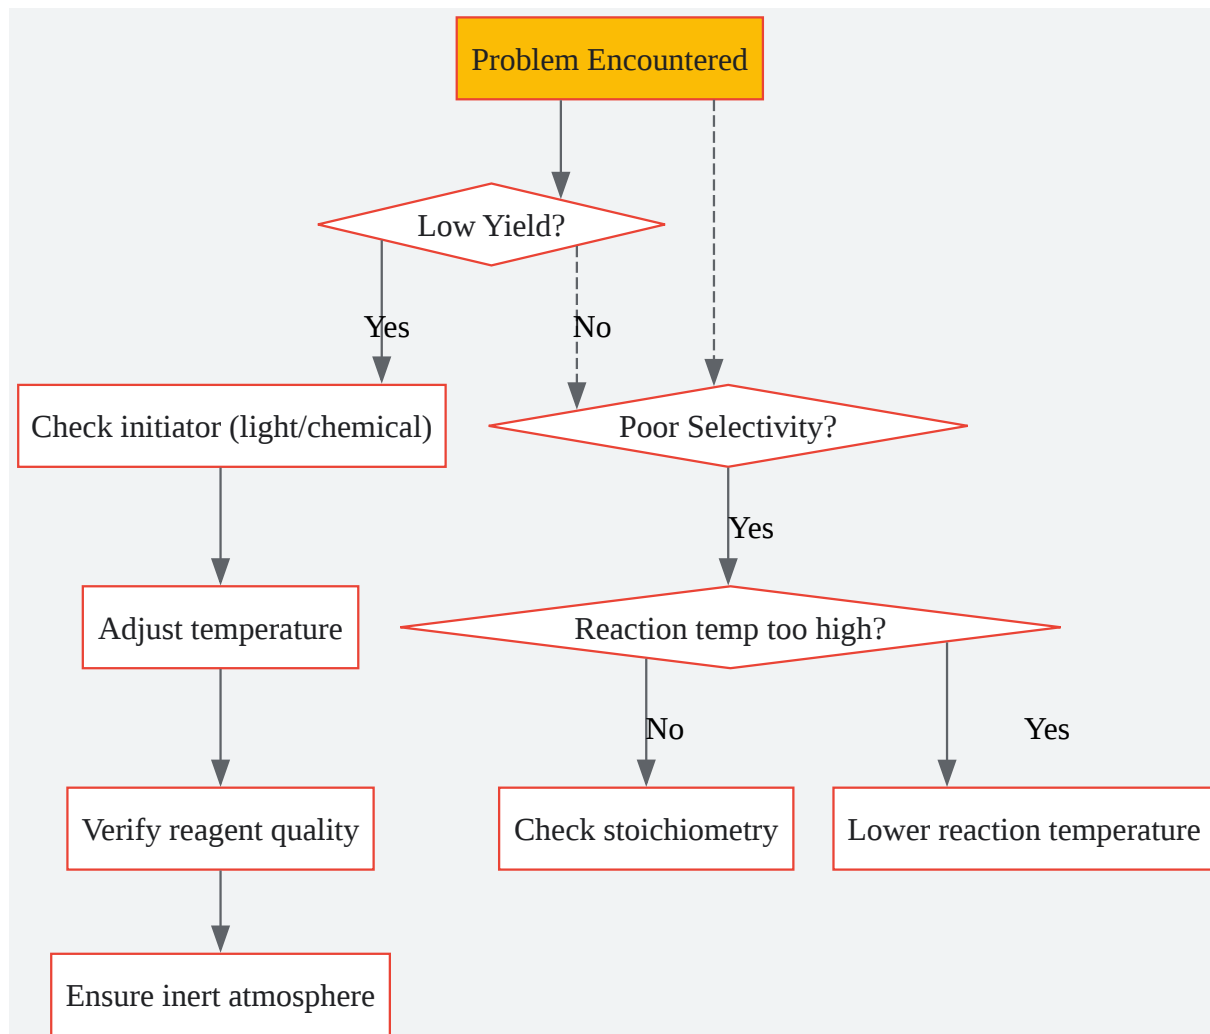 Problem Encountered
Low Yield?
Yes
No
Check initiator (light/chemical)
Poor Selectivity?
Yes
Adjust temperature
Reaction temp too high?
No
Yes
Verify reagent quality
Check stoichiometry
Lower reaction temperature
Ensure inert atmosphere